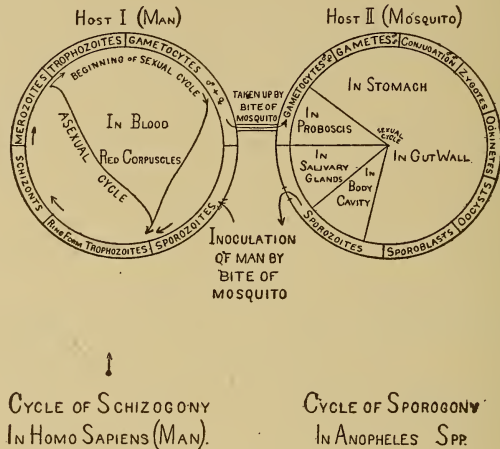 HOST I (MAN)
HOST II (MOSQUITO)
MEROZOITES
TROPHOZOITES
GAMETOCYTES
BEGINNING OF SEXUAL CYCLE ♂+♀
IN BLOOD
RED CORPUSCLES
ASEXUAL CYCLE
SCHIZONTS
RING FORM TROPHOZOITES
SPOROZOITES
TAKEN UP BY
BITE OF
MOSQUITO
INOCULATION
OF MAN BY
BITE OF
MOSQUITO
GAMETOCYTES
GAMETES
CONJUGATION
ZYGOTES
OÖKINETES
OOCYSTS
SPOROBLASTS
SPOROZOITES
IN STOMACH
IN
PROBOSCIS
SEXUAL
CYCLE
IN GUT WALL.
IN
SALIVARY
GLANDS
IN
BODY
CAVITY
CYCLE OF SCHIZOGONY
IN HOMO SAPIENS (MAN).
CYCLE OF SPOROGONY
IN ANOPHELES SPP.